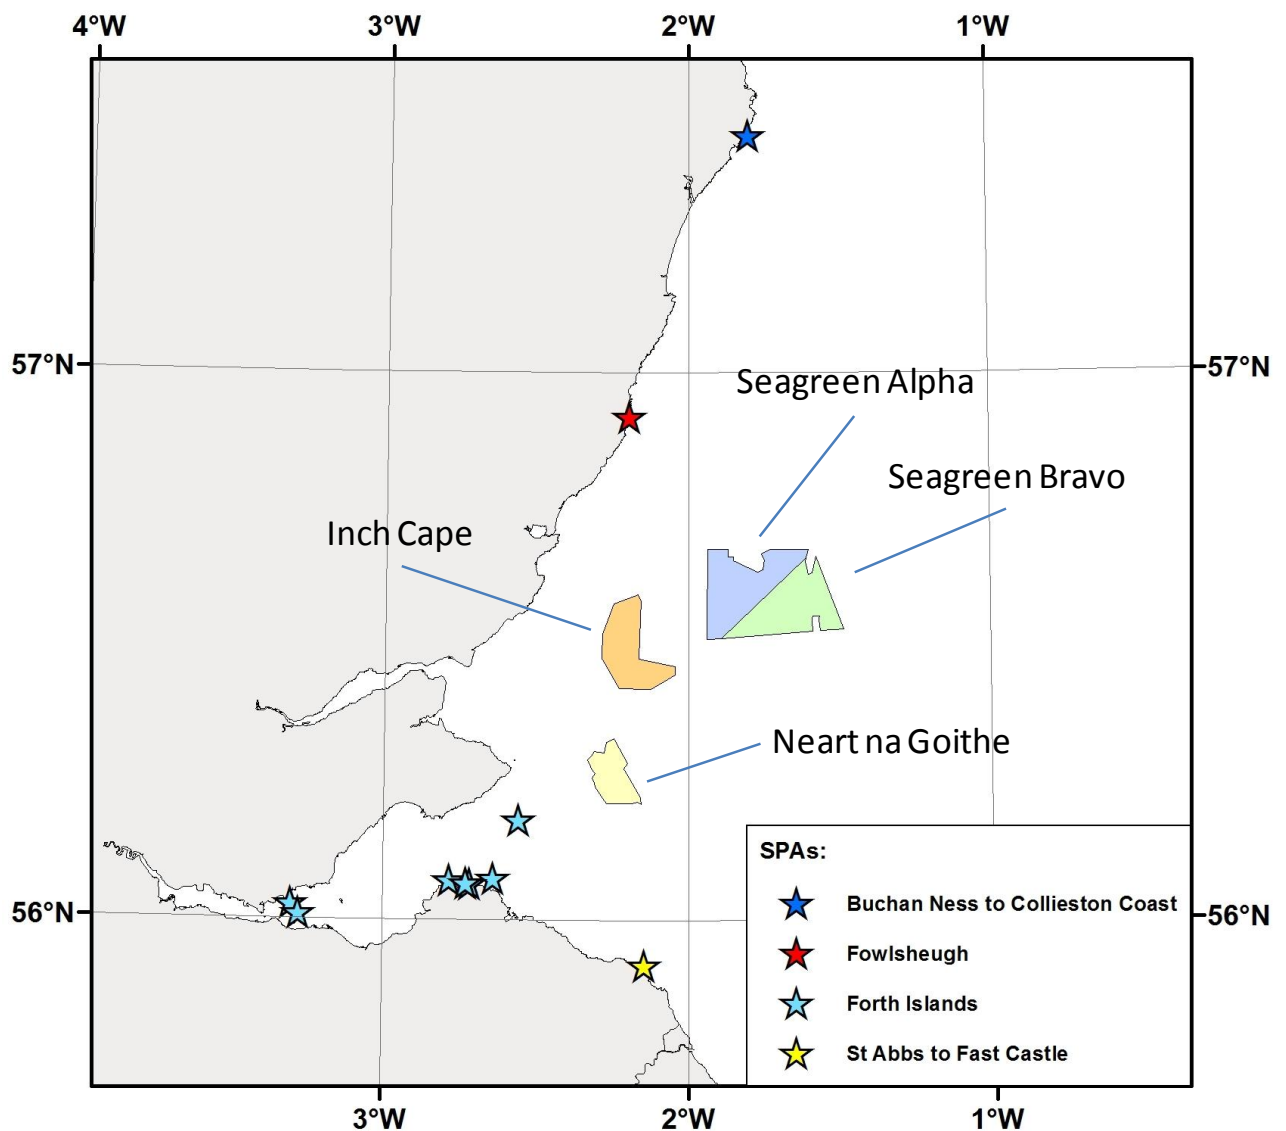 4°W 3°W 2°W 1°W
57°N 57°N
Seagreen Alpha
Seagreen Bravo
Inch Cape
Neart na Goithe
SPAs:
Buchan Ness to Collieston Coast
56°N 56°N
Fowlsheugh
Forth Islands
St Abbs to Fast Castle
3°W 2°W 1°W